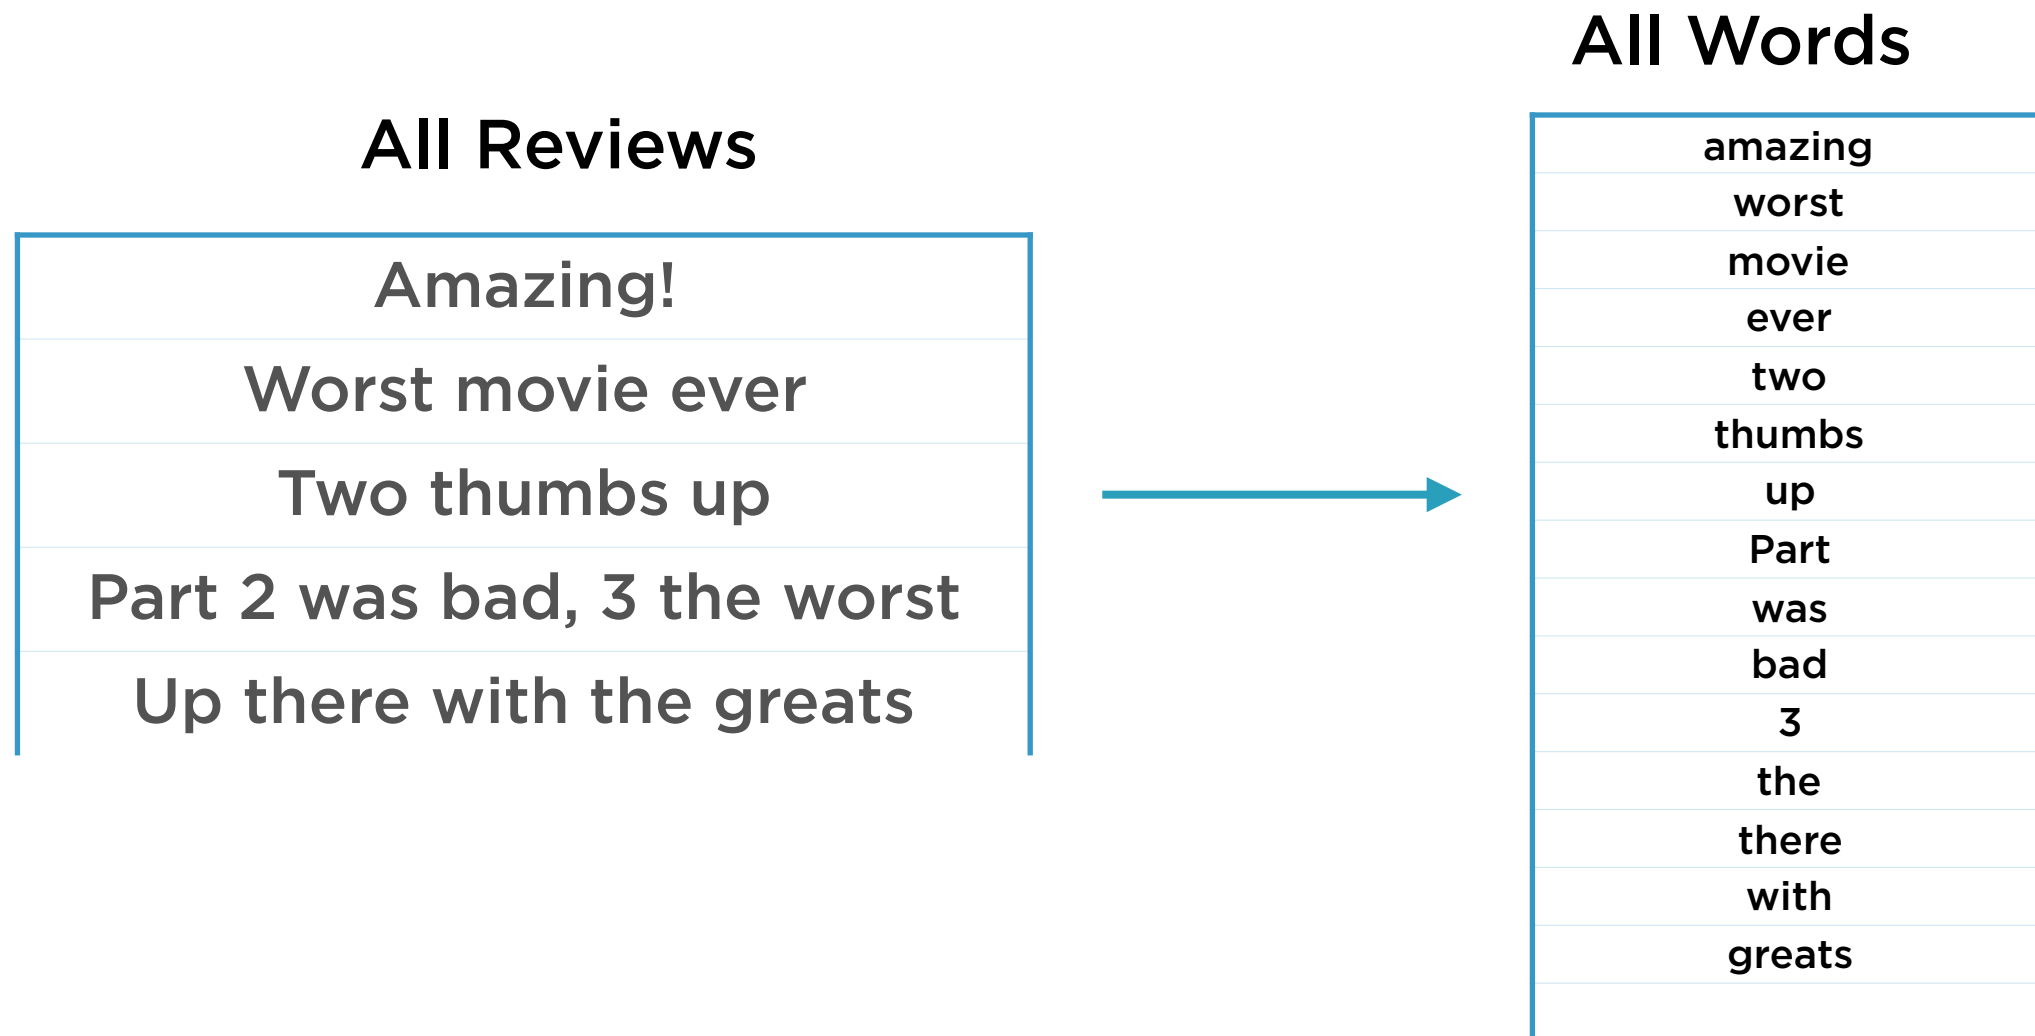 All Reviews
Amazing!
Worst movie ever
Two thumbs up
Part 2 was bad, 3 the worst
Up there with the greats
All Words
amazing
worst
movie
ever
two
thumbs
up
Part
was
bad
3
the
there
with
greats